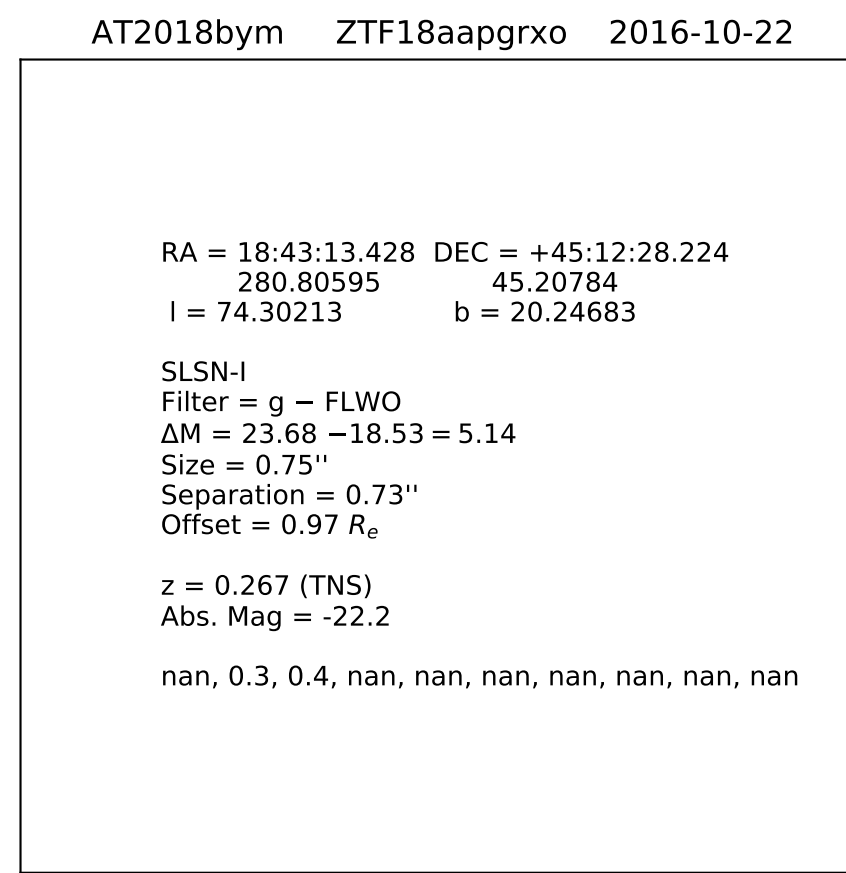 AT2018bym ZTF18aapgrxo 2016-10-22
RA = 18:43:13.428 DEC = +45:12:28.224
280.80595 45.20784
l = 74.30213 b = 20.24683
SLSN-I
Filter = g − FLWO
ΔM = 23.68 −18.53 = 5.14
Size = 0.75''
Separation = 0.73''
Offset = 0.97 Re
z = 0.267 (TNS)
Abs. Mag = -22.2
nan, 0.3, 0.4, nan, nan, nan, nan, nan, nan, nan